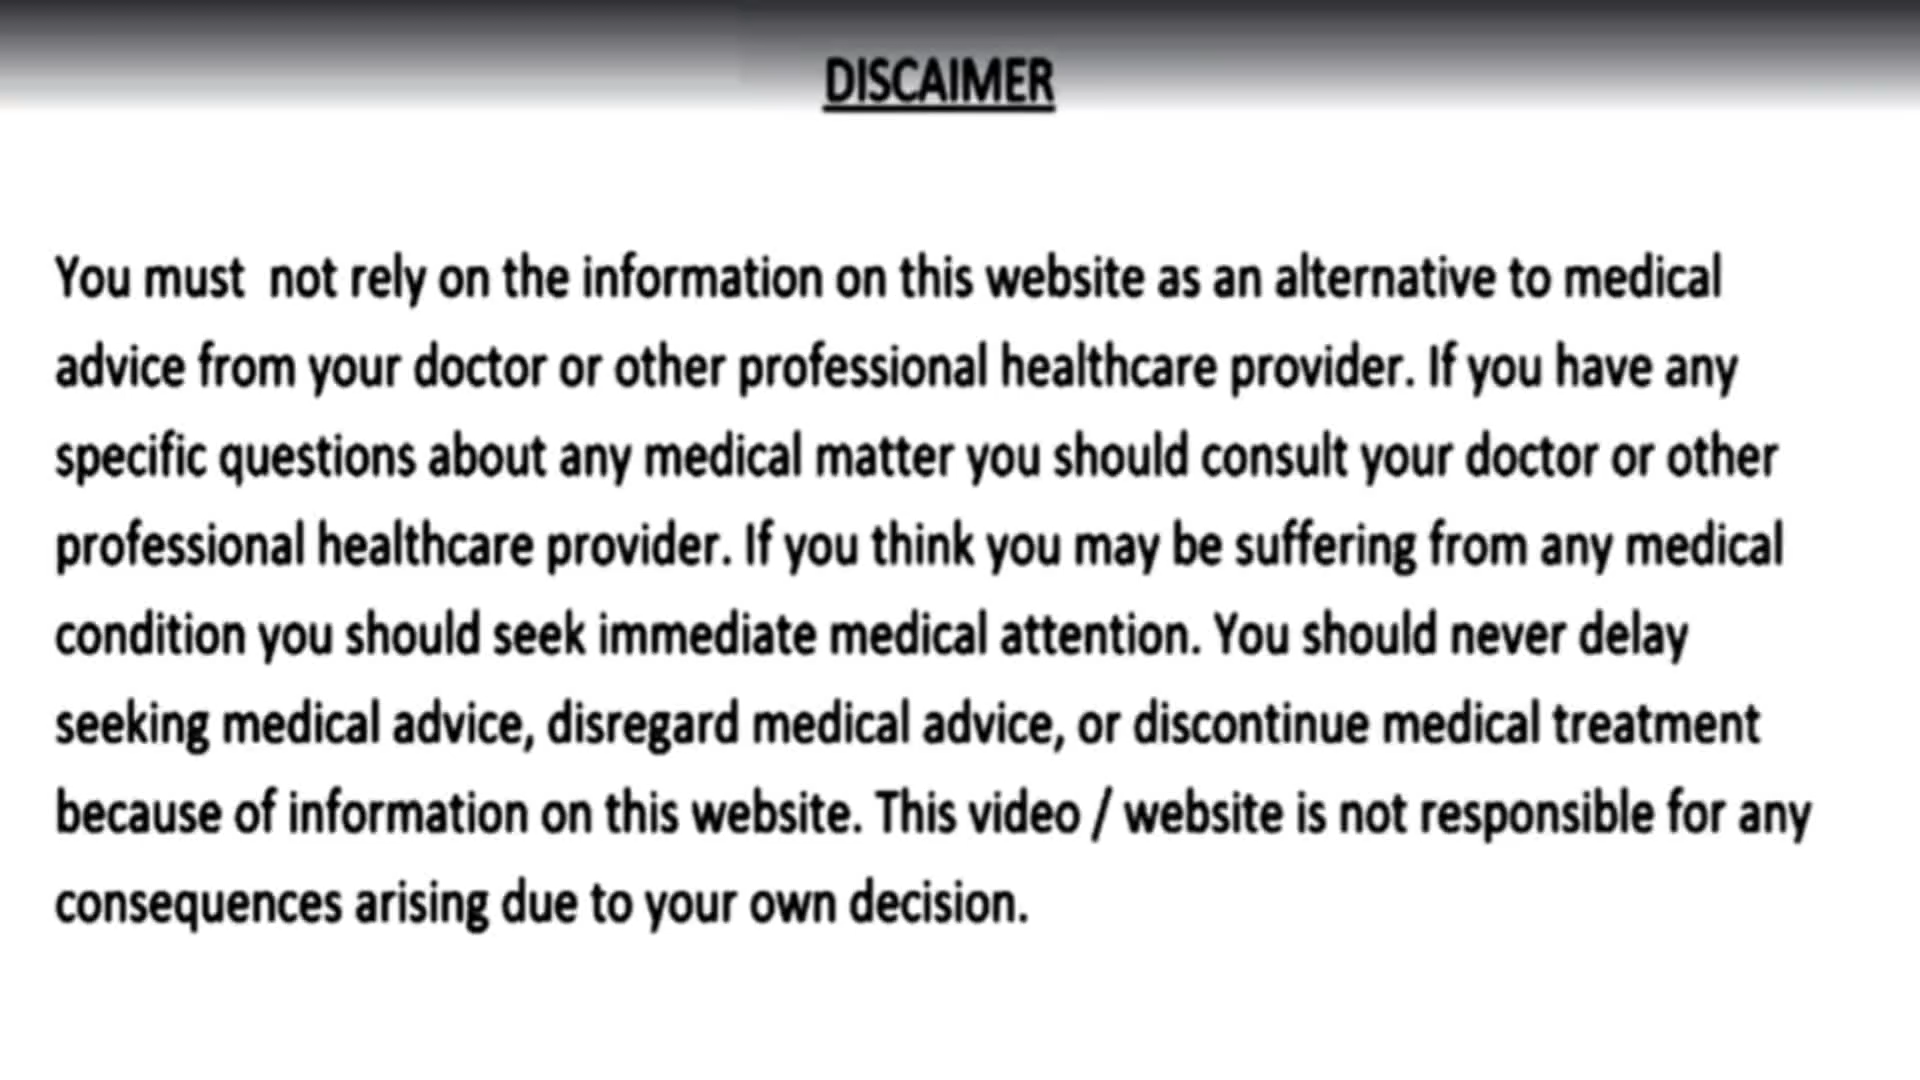 DISCAIMER
You must  not rely on the information on this website as an alternative to medical
advice from your doctor or other professional healthcare provider. If you have any
specific questions about any medical matter you should consult your doctor or other
professional healthcare provider. If you think you may be suffering from any medical
condition you should seek immediate medical attention. You should never delay
seeking medical advice, disregard medical advice, or discontinue medical treatment
because of information on this website. This video / website is not responsible for any
consequences arising due to your own decision.